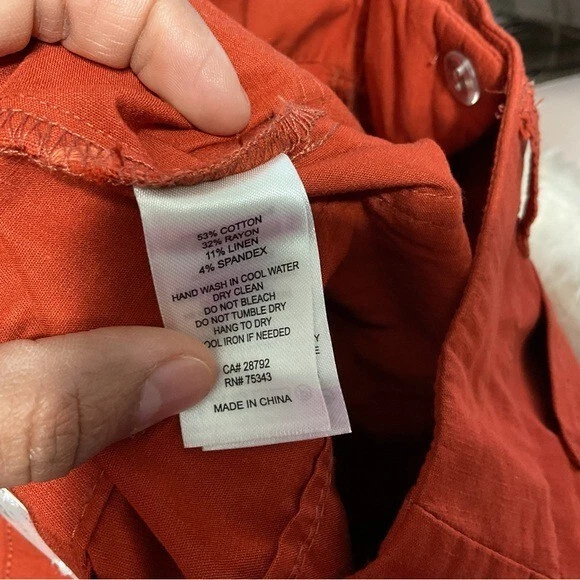 53% COTTON
32% RAYON
11% LINEN
4% SPANDEX
HAND WASH IN COOL WATER
DRY CLEAN
DO NOT BLEACH
DO NOT TUMBLE DRY
HANG TO DRY
OOL IRON IF NEEDED
CA# 28792
RN# 75343
MADE IN CHINA